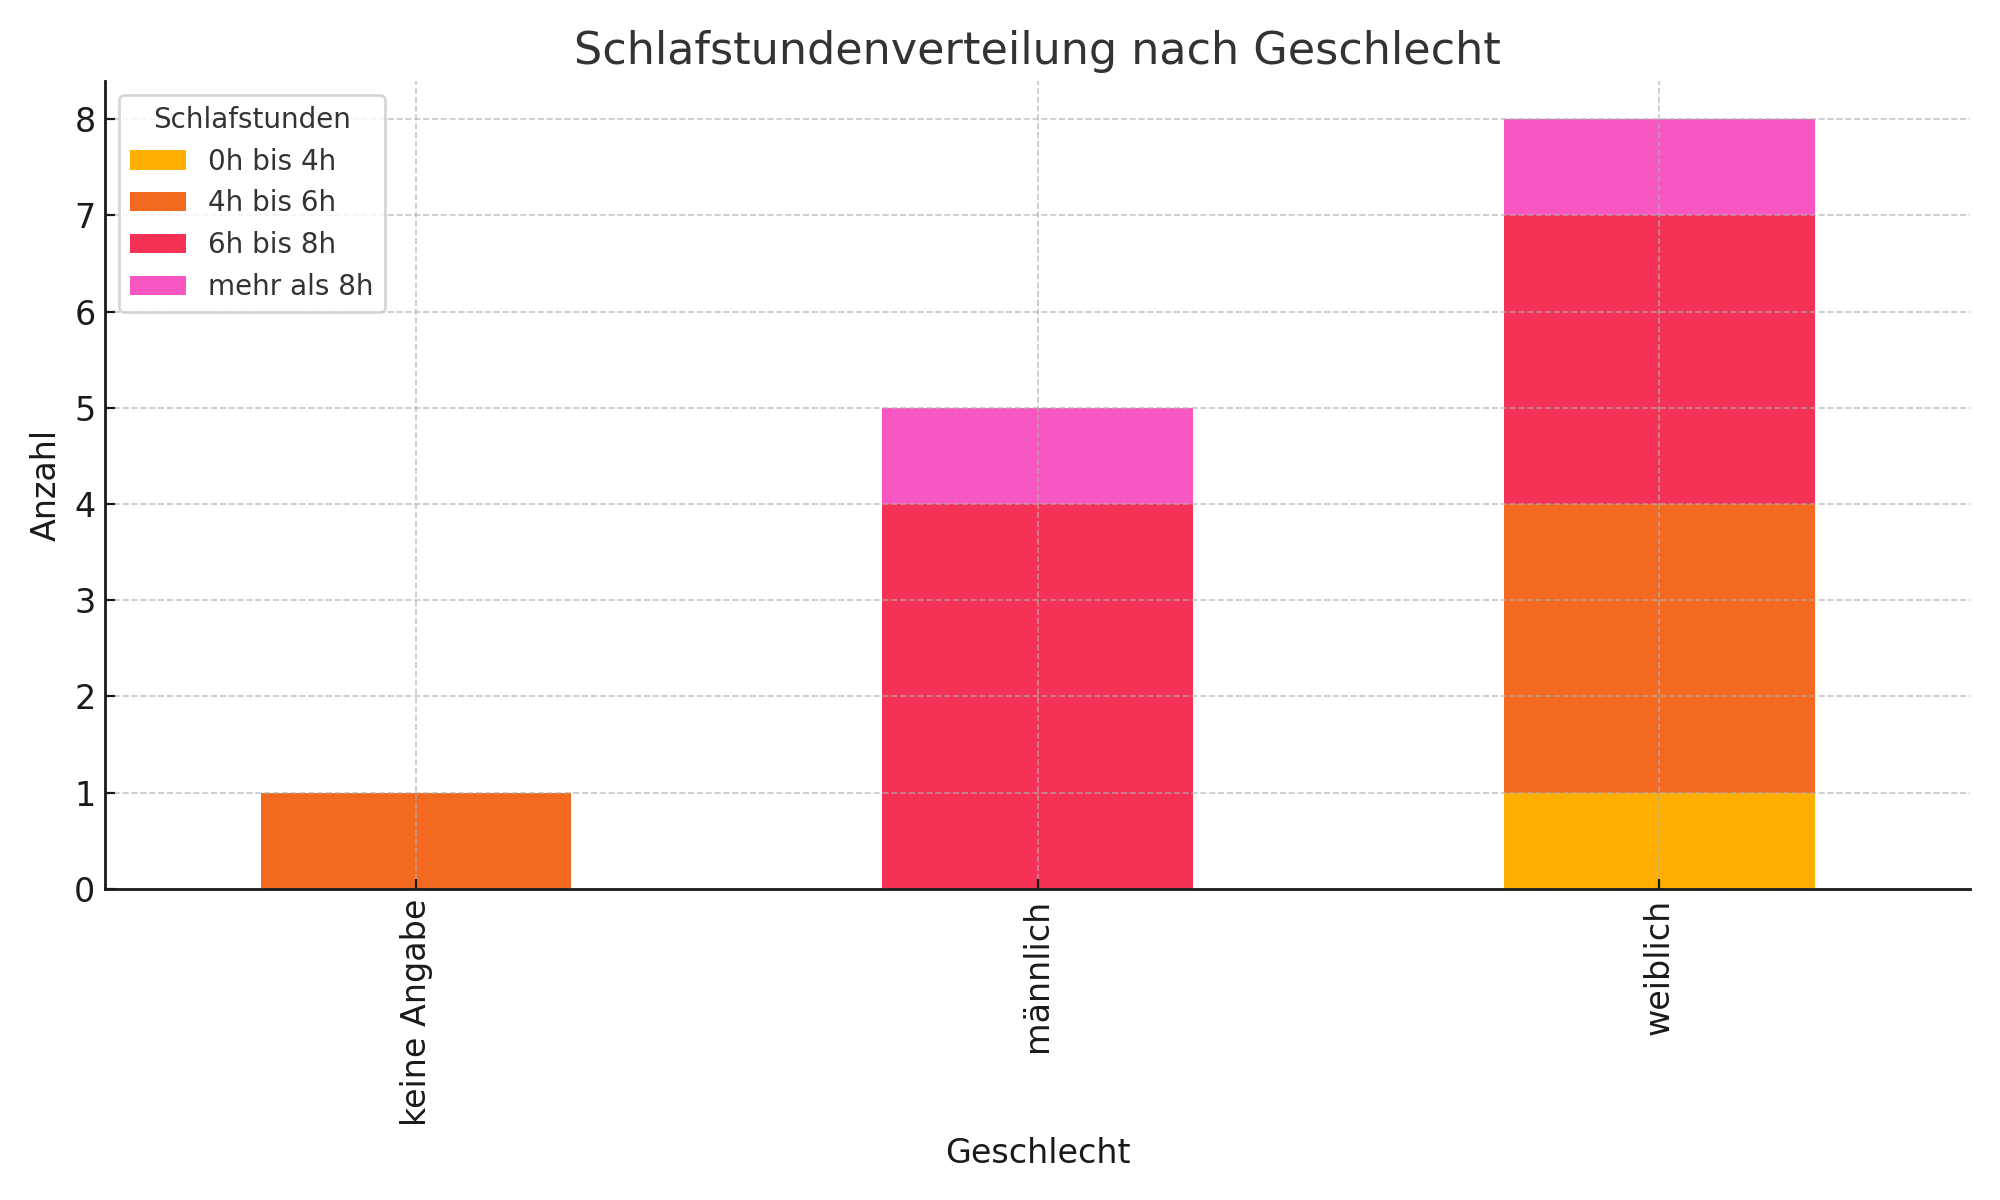 Schlafstundenverteilung nach Geschlecht
Schlafstunden
0h bis 4h
4h bis 6h
6h bis 8h
mehr als 8h
8
7
6
5
4
3
2
1
0
Anzahl
keine Angabe
männlich
weiblich
Geschlecht